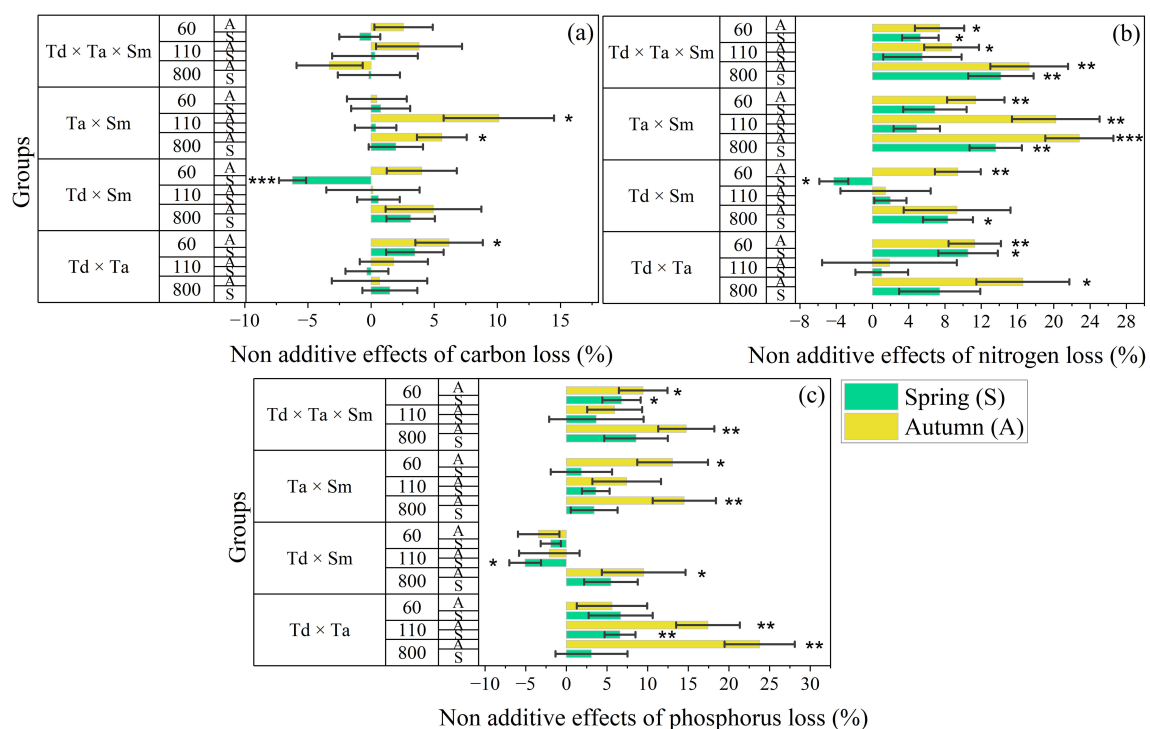 (a)
Groups
Td × Ta × Sm
60
A
S
110
A
S
800
A
S
Ta × Sm
60
A
S
110
A
S
*
800
A
S
*
Td × Sm
60
A
S
***
110
A
S
800
A
S
Td × Ta
60
A
S
*
110
A
S
800
A
S
−10 −5 0 5 10 15
Non additive effects of carbon loss (%)
(b)
Td × Ta × Sm
60
A
*
S
*
110
A
*
S
800
A
**
S
**
Ta × Sm
60
A
**
S
110
A
**
S
800
A
***
S
**
Td × Sm
60
A
**
S
*
110
A
S
800
A
S
*
Td × Ta
60
A
**
S
*
110
A
S
800
A
*
S
−8 −4 0 4 8 12 16 20 24 28
Non additive effects of nitrogen loss (%)
(c)
Groups
Td × Ta × Sm
60
A
*
S
*
110
A
S
800
A
**
S
Ta × Sm
60
A
*
S
110
A
S
800
A
**
S
Td × Sm
60
A
S
110
A
S
*
800
A
*
S
Td × Ta
60
A
S
110
A
**
S
**
800
A
**
S
−10 −5 0 5 10 15 20 25 30
Non additive effects of phosphorus loss (%)
Spring (S)
Autumn (A)